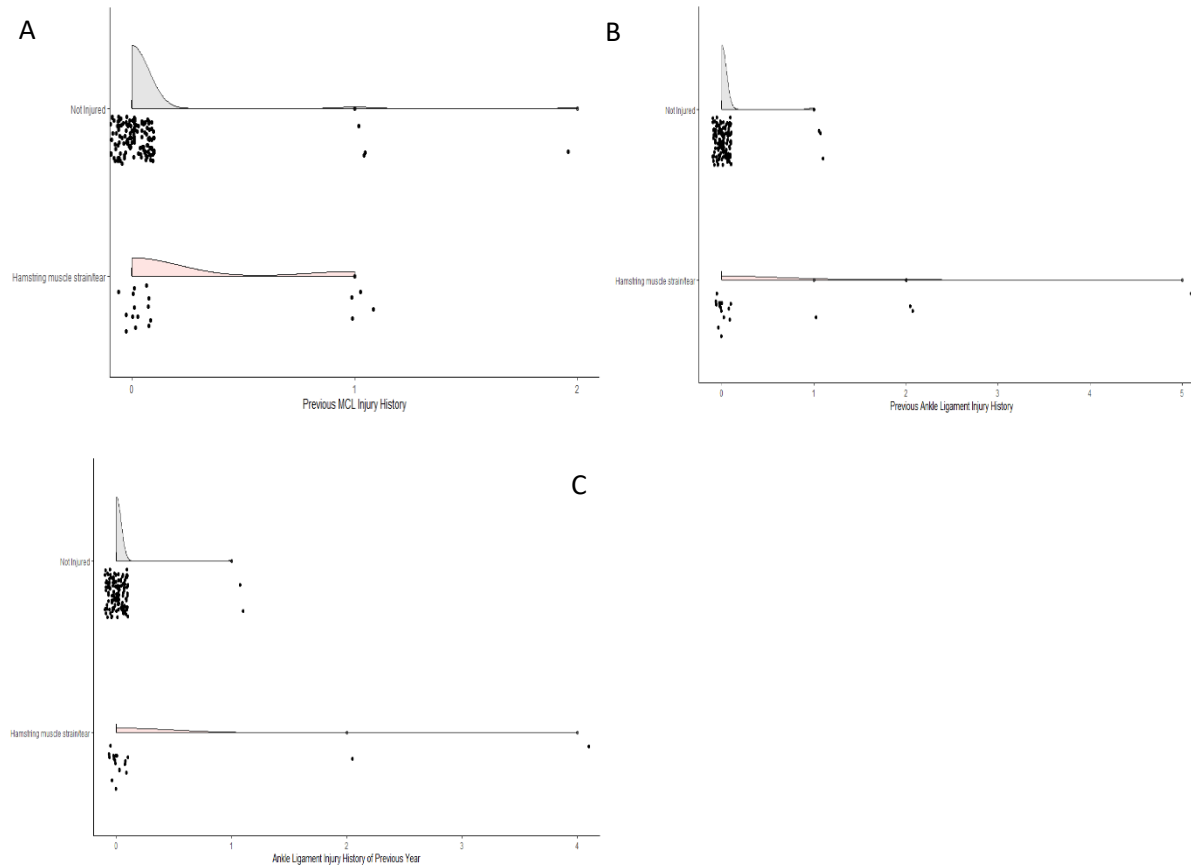 A
Not Injured
Hamstring muscle strain/tear
0 1 2
Previous MCL Injury History
B
Not Injured
Hamstring muscle strain/tear
0 1 2 3 4 5
Previous Ankle Ligament Injury History
C
Not Injured
Hamstring muscle strain/tear
0 1 2 3 4
Ankle Ligament Injury History of Previous Year